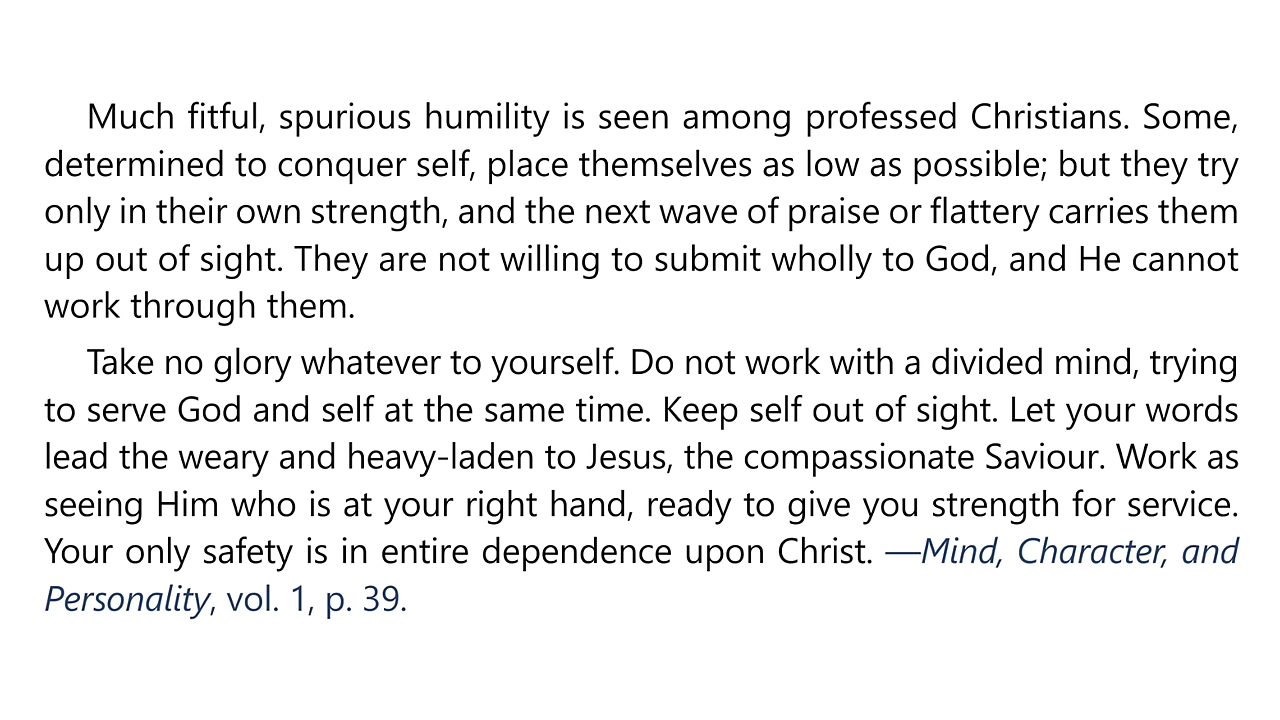 Much fitful, spurious humility is seen among professed Christians. Some,
determined to conquer self, place themselves as low as possible; but they try
only in their own strength, and the next wave of praise or flattery carries them
up out of sight. They are not willing to submit wholly to God, and He cannot
work through them.
Take no glory whatever to yourself. Do not work with a divided mind, trying
to serve God and self at the same time. Keep self out of sight. Let your words
lead the weary and heavy-laden to Jesus, the compassionate Saviour. Work as
seeing Him who is at your right hand, ready to give you strength for service.
Your only safety is in entire dependence upon Christ. —Mind, Character, and
Personality, vol. 1, p. 39.